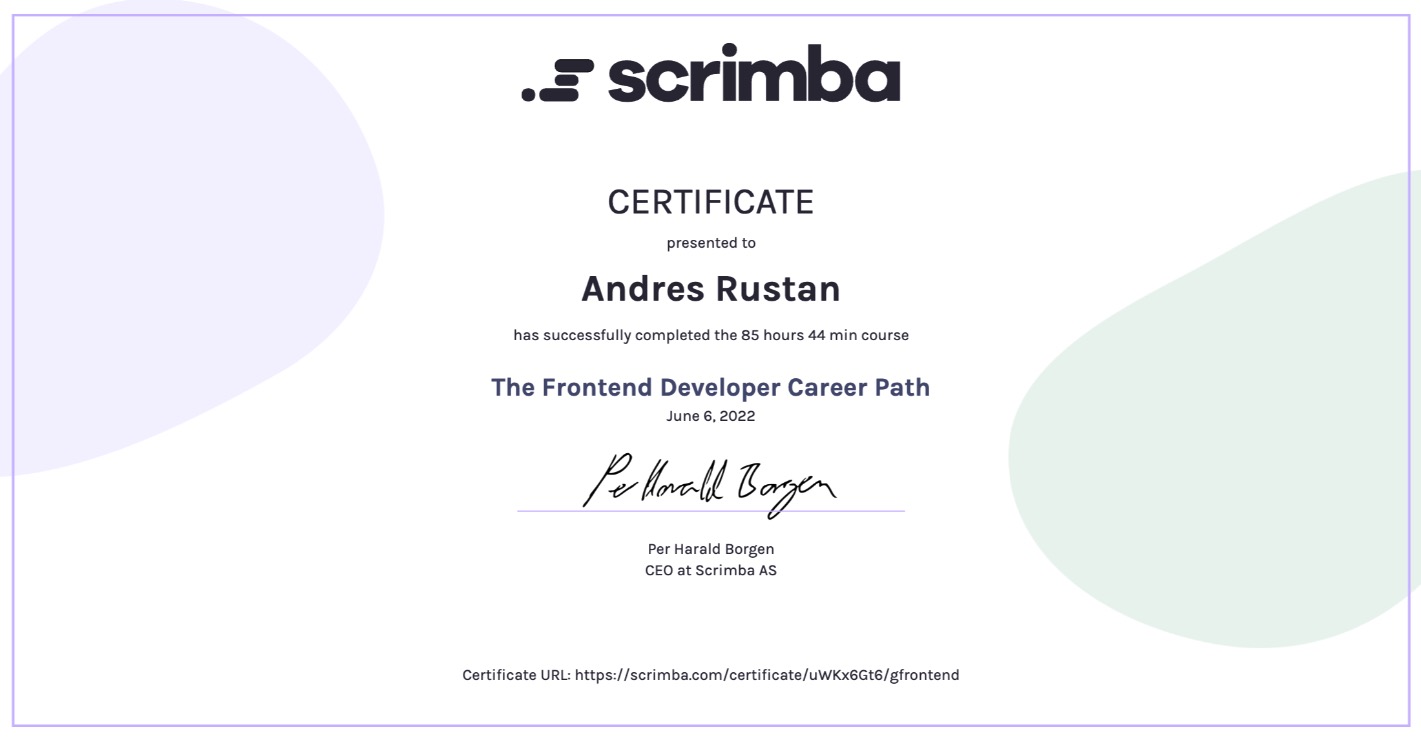 scrimba
CERTIFICATE
presented to
Andres Rustan
has successfully completed the 85 hours 44 min course
The Frontend Developer Career Path
June 6, 2022
Per Harald Borgen
Per Harald Borgen
CEO at Scrimba AS
Certificate URL: https://scrimba.com/certificate/uWKx6Gt6/gfrontend